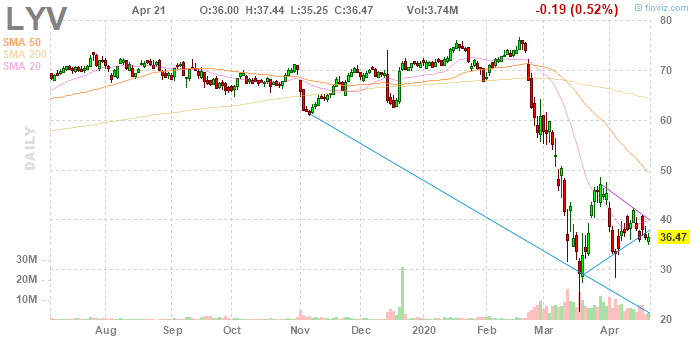 LYV
Apr 21 O:36.00 H:37.44 L:35.25 C:36.47 Vol:3.74M -0.19 (0.52%)
© finviz.com
SMA 50
SMA 200
SMA 20
DAILY
80
70
60
50
40
36.47
30
20
30M
20M
10M
Aug Sep Oct Nov Dec 2020 Feb Mar Apr